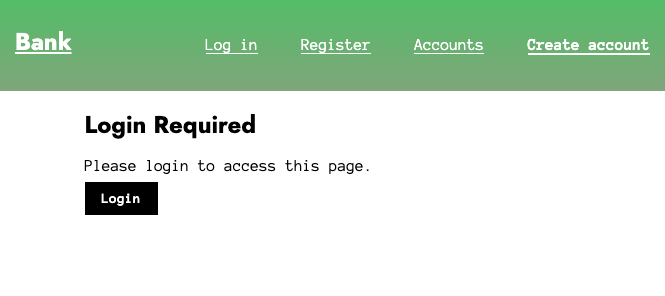 Bank
Log in
Register
Accounts
Create account
Login Required
Please login to access this page.
Login